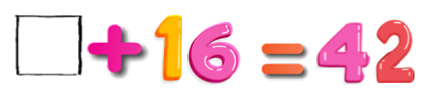 □ + 16 = 42